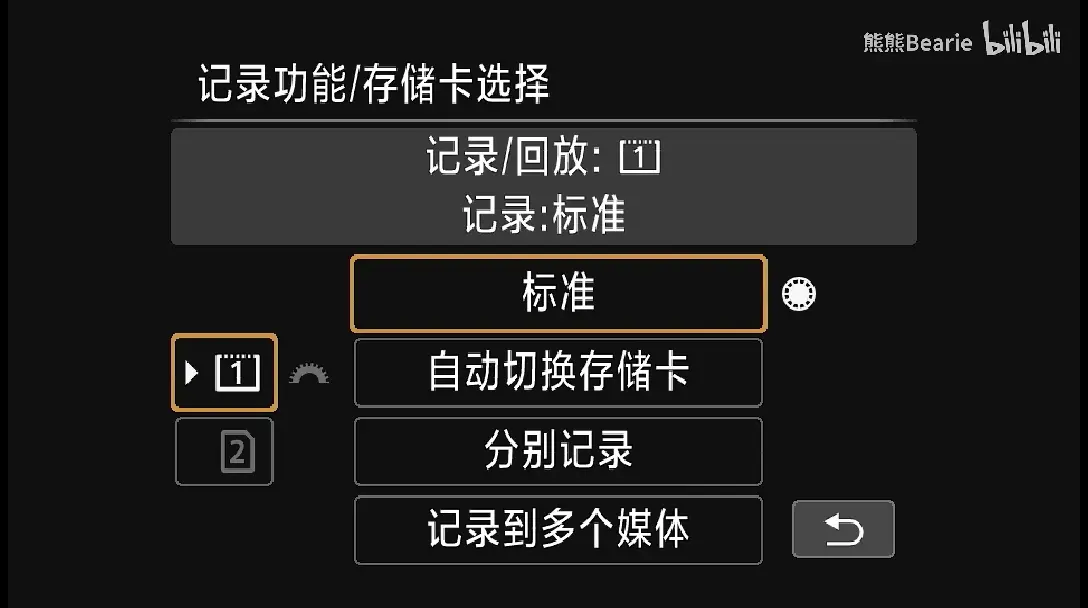 熊熊Bearie bilibili
记录功能/存储卡选择
记录/回放: 1
记录:标准
标准
1
自动切换存储卡
2
分别记录
记录到多个媒体